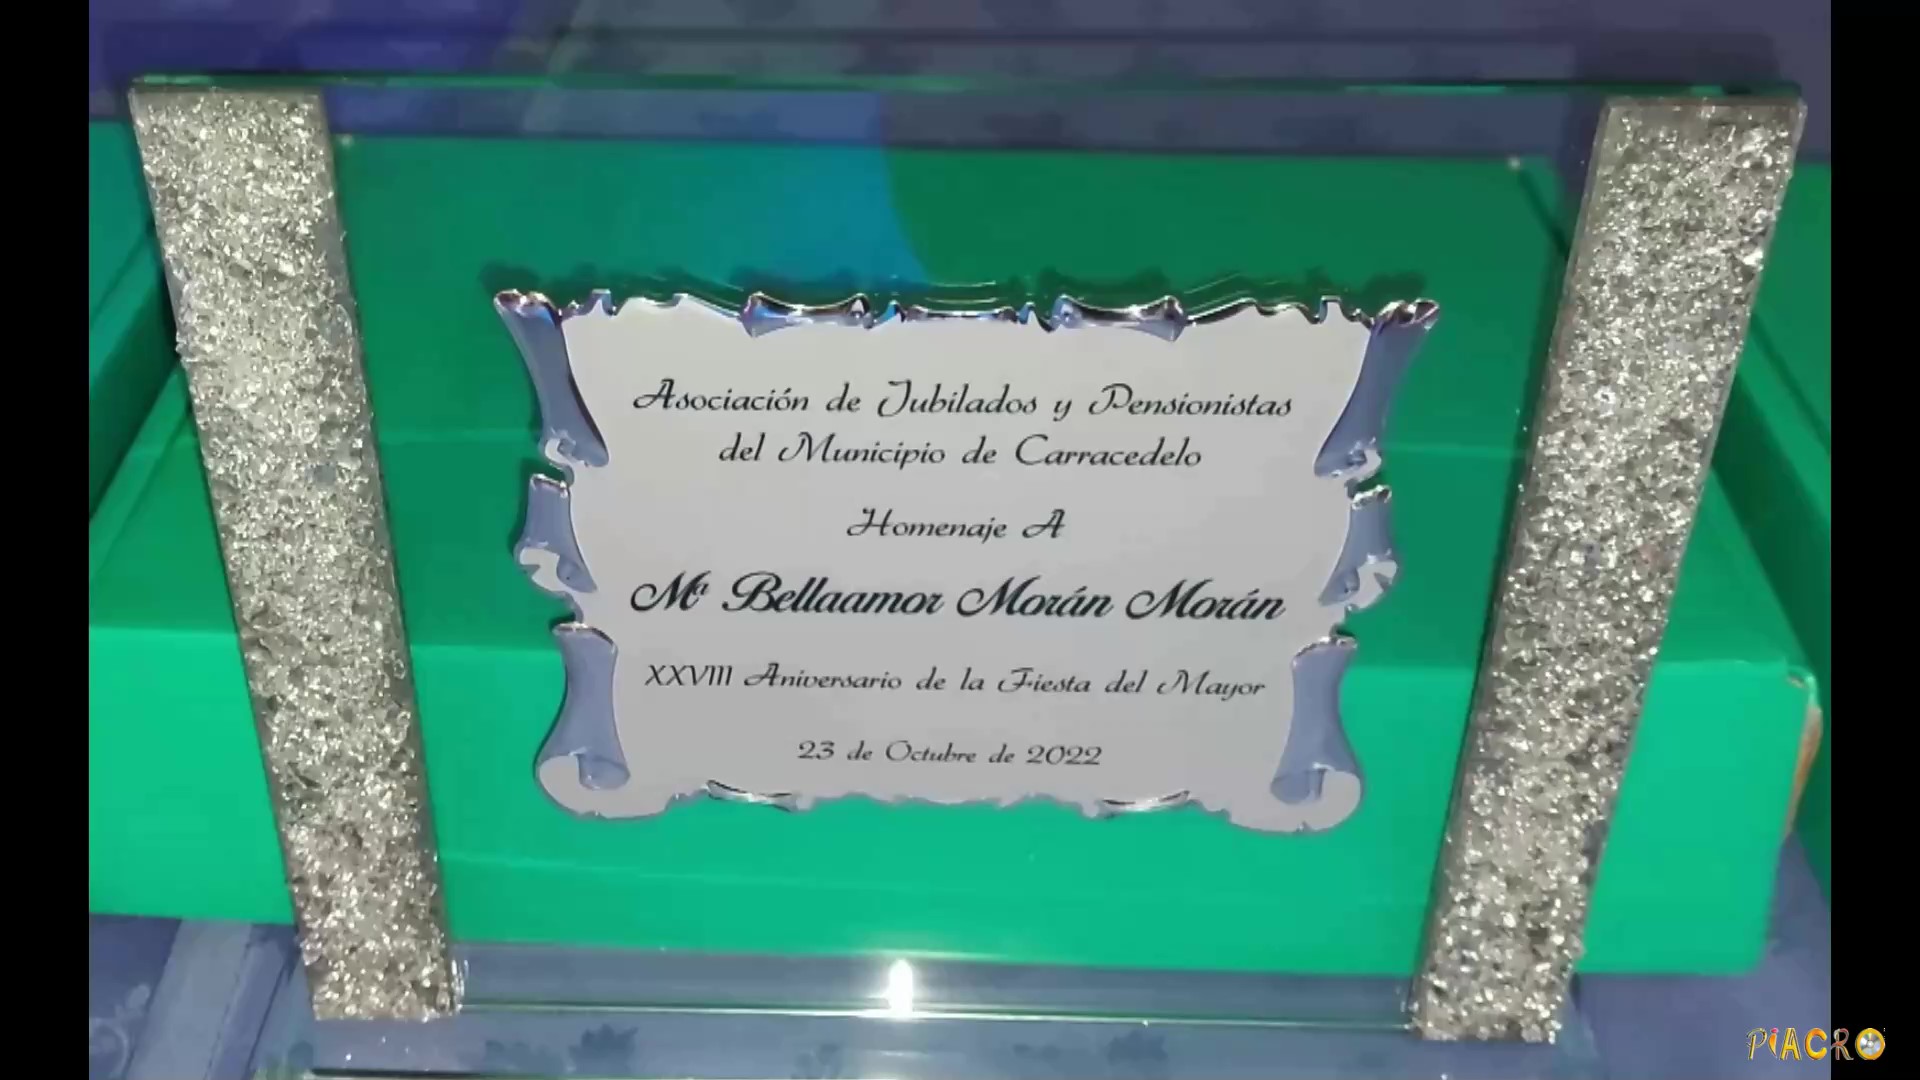 Asociación de Jubilados y Pensionistas
del Municipio de Carracedelo
Homenaje A
Mª Bellaamor Morán Morán
XXVIII Aniversario de la Fiesta del Mayor
23 de Octubre de 2022
PIACRO